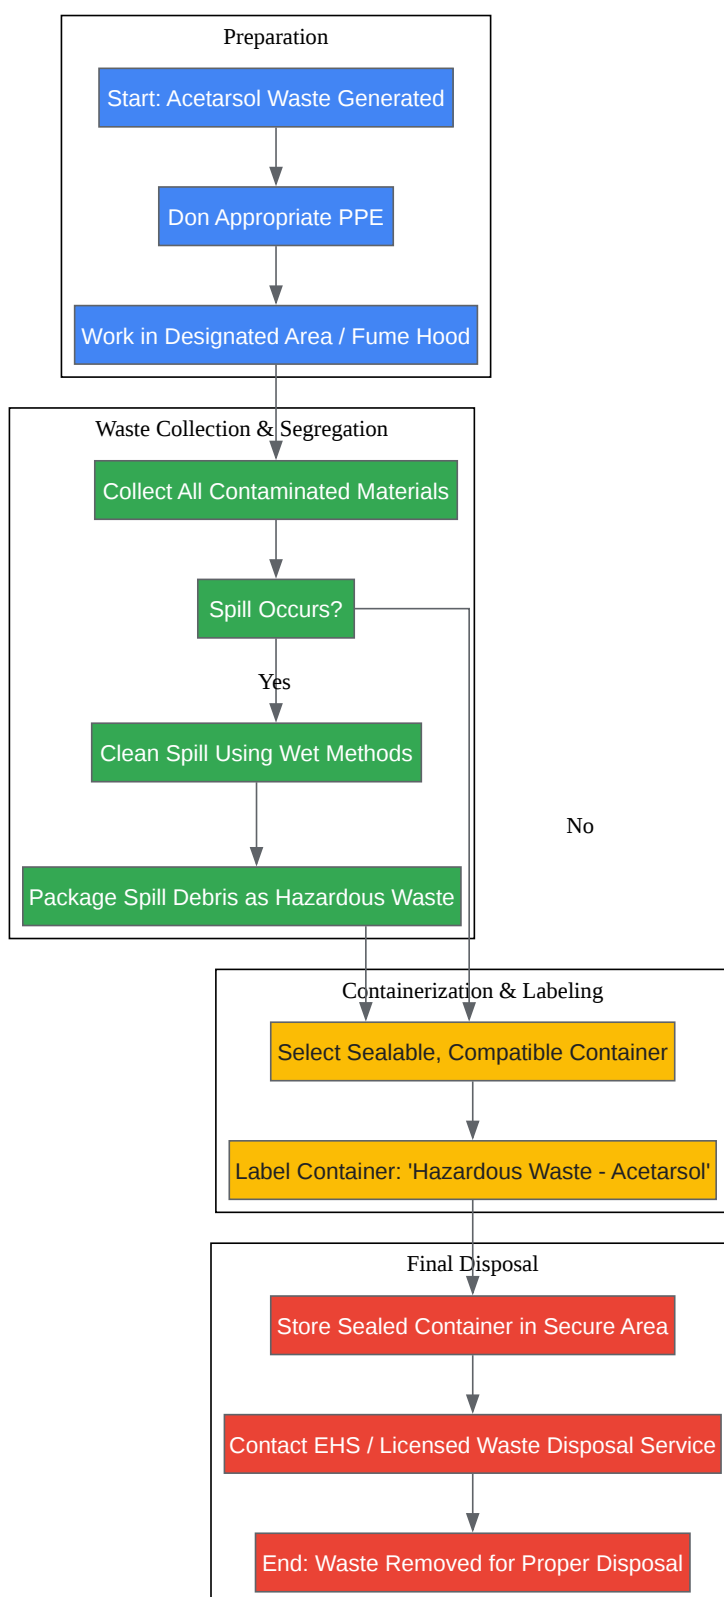 Preparation
Start: Acetarsol Waste Generated
Don Appropriate PPE
Work in Designated Area / Fume Hood
Waste Collection & Segregation
Collect All Contaminated Materials
Spill Occurs?
Yes
Clean Spill Using Wet Methods
No
Package Spill Debris as Hazardous Waste
Containerization & Labeling
Select Sealable, Compatible Container
Label Container: 'Hazardous Waste - Acetarsol'
Final Disposal
Store Sealed Container in Secure Area
Contact EHS / Licensed Waste Disposal Service
End: Waste Removed for Proper Disposal